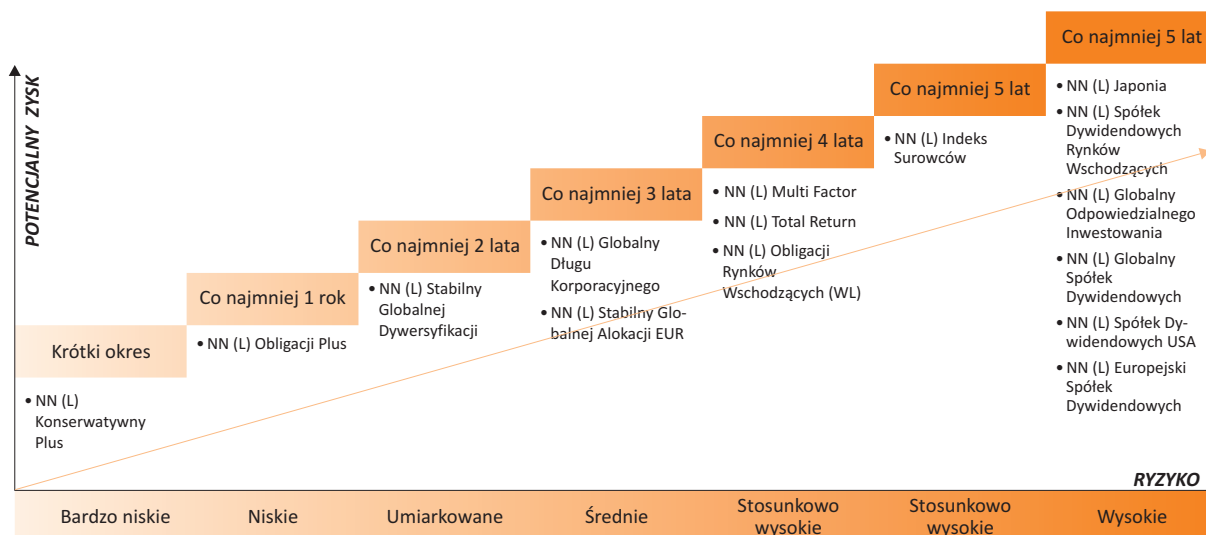 POTENCJALNY ZYSK
Krótki okres
• NN (L)
Konserwatywny
Plus
Co najmniej 1 rok
• NN (L) Obligacji Plus
Co najmniej 2 lata
• NN (L) Stabilny
Globalnej
Dywersyfikacji
Co najmniej 3 lata
• NN (L) Globalny
Długu
Korporacyjnego
• NN (L) Stabilny Glo-
balnej Alokacji EUR
Co najmniej 4 lata
• NN (L) Multi Factor
• NN (L) Total Return
• NN (L) Obligacji
Rynków
Wschodzących (WL)
Co najmniej 5 lat
• NN (L) Indeks
Surowców
Co najmniej 5 lat
• NN (L) Japonia
• NN (L) Spółek
Dywidendowych
Rynków
Wschodzących
• NN (L) Globalny
Odpowiedzialnego
Inwestowania
• NN (L) Globalny
Spółek
Dywidendowych
• NN (L) Spółek Dy-
widendowych USA
• NN (L) Europejski
Spółek
Dywidendowych
RYZYKO
Bardzo niskie
Niskie
Umiarkowane
Średnie
Stosunkowo
wysokie
Stosunkowo
wysokie
Wysokie